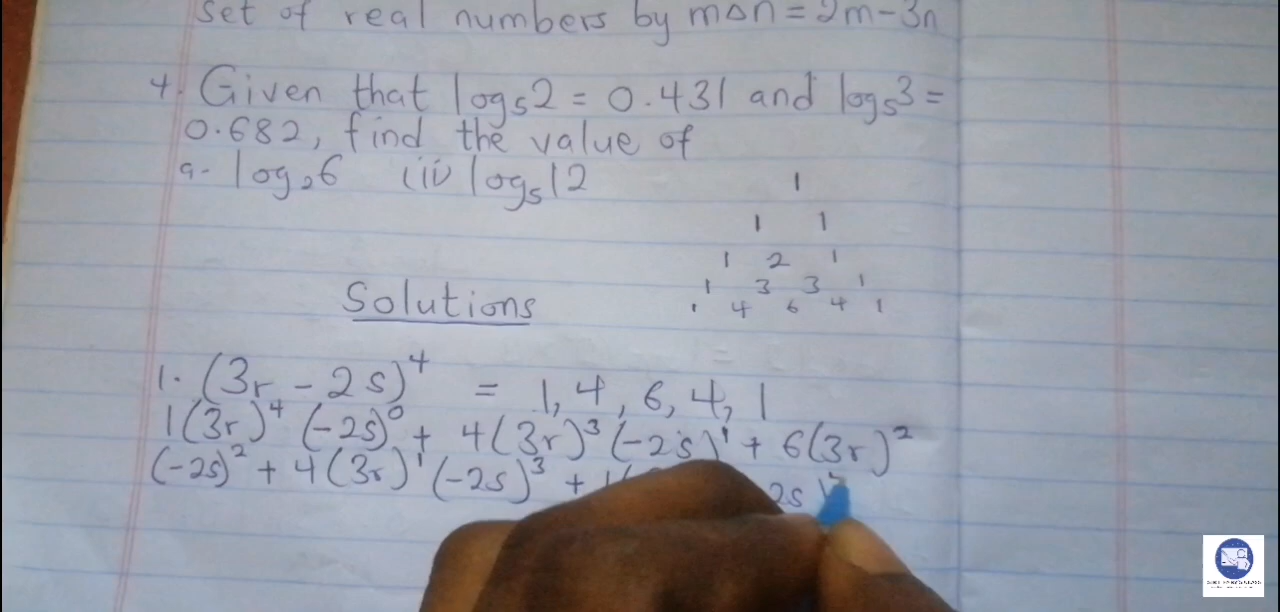 set of real numbers by m∆n = 2m - 3n
4. Given that log₅2 = 0.431 and log₅3 =
0.682, find the value of
a. log₂6 (ii) log₅12
1
1 1
1 2 1
1 3 3 1
1 4 6 4 1
Solutions
1. (3r - 2s)⁴ = 1, 4, 6, 4, 1
1(3r)⁴ (-2s)⁰ + 4(3r)³ (-2s)¹ + 6(3r)²
(-2s)² + 4(3r)¹ (-2s)³ + 1( 2s)